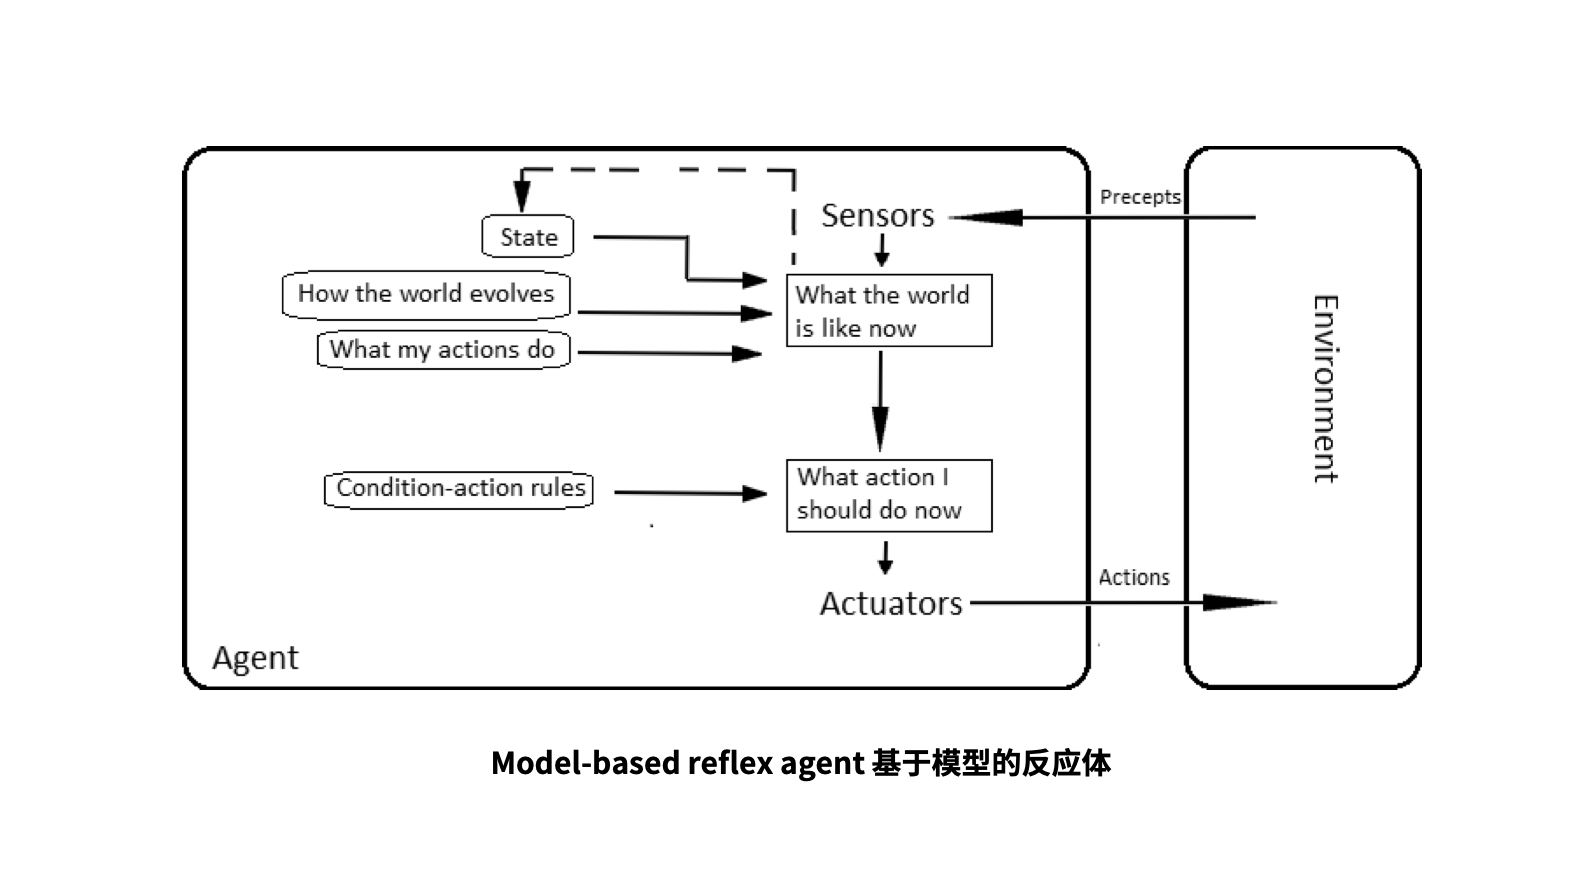 Precepts
Sensors
State
How the world evolves
What the world
is like now
What my actions do
Environment
Condition-action rules
What action I
should do now
Actions
Actuators
Agent
Model-based reflex agent 基于模型的反应体